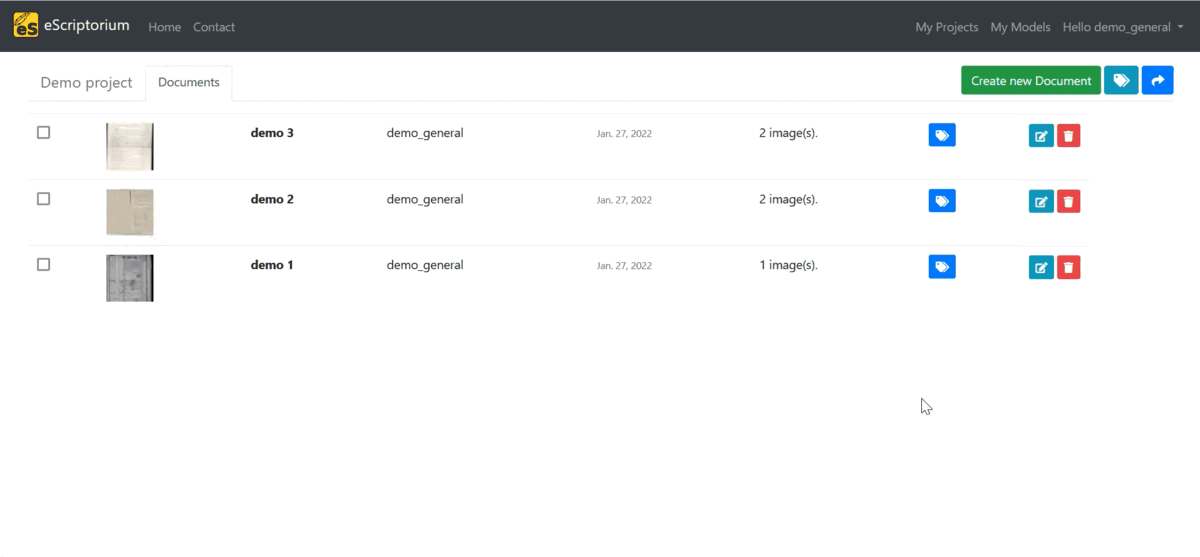 eS eScriptorium Home Contact My Projects My Models Hello demo_general
Demo project Documents Create new Document
demo 3 demo_general Jan. 27, 2022 2 image(s).
demo 2 demo_general Jan. 27, 2022 2 image(s).
demo 1 demo_general Jan. 27, 2022 1 image(s).